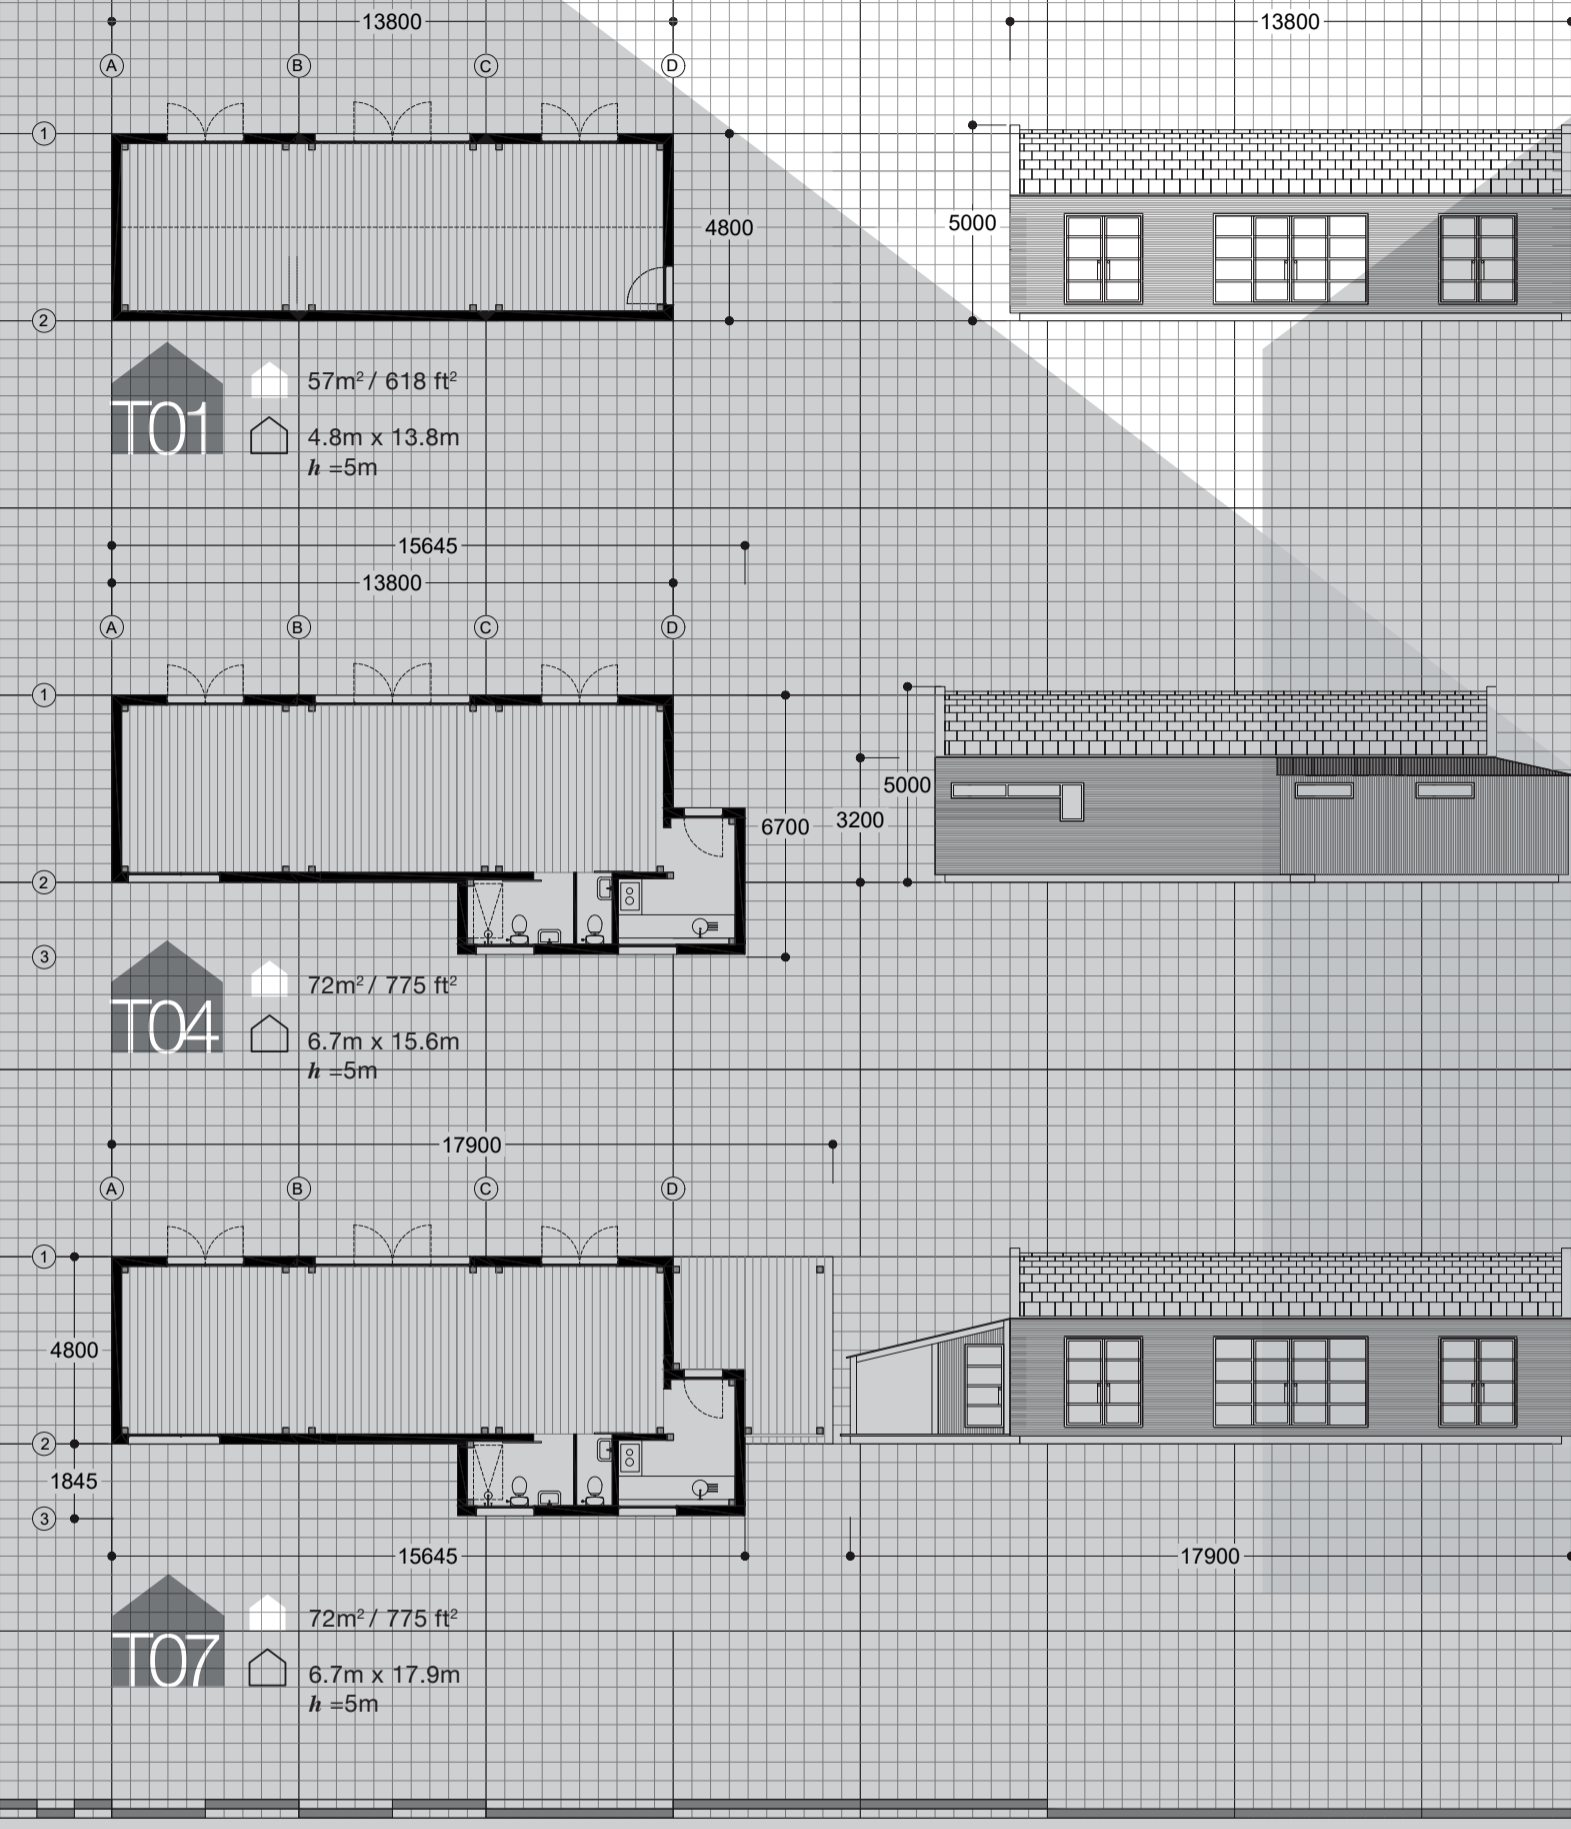 13800 13800
A B C D
1
4800 5000
2
T01
57m² / 618 ft²
4.8m x 13.8m
h =5m
15645
13800
A B C D
1
5000
6700 3200
2
3
T04
72m² / 775 ft²
6.7m x 15.6m
h =5m
17900
A B C D
1
4800
2
1845
3
15645 17900
T07
72m² / 775 ft²
6.7m x 17.9m
h =5m